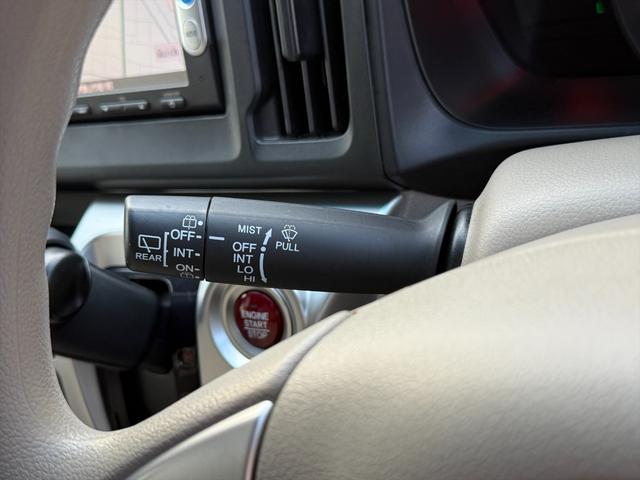 MIST
OFF
INT
LO
HI
PULL
OFF
INT
ON
REAR
ENGINE
START
STOP